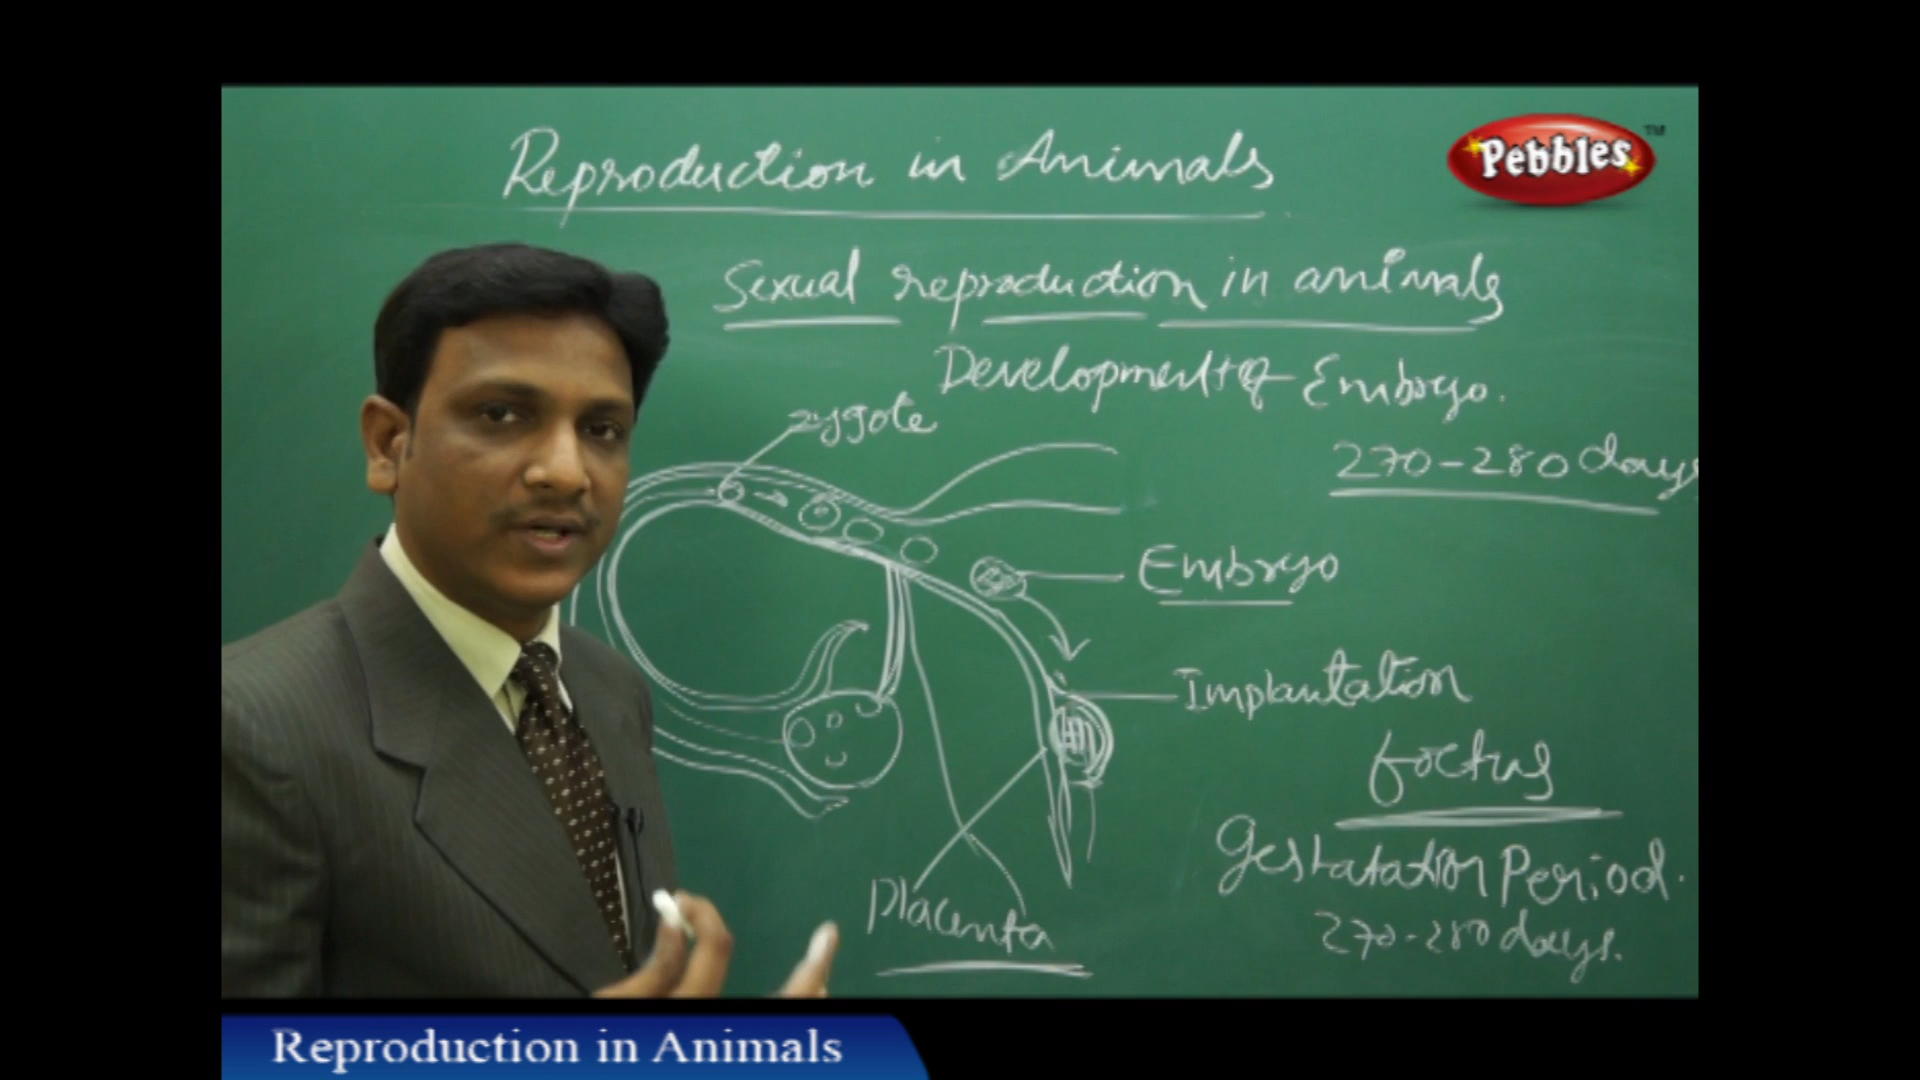 Reproduction in Animals
Pebbles™
Sexual reproduction in animals
Development of Embryo.
zygote
270-280 days
Embryo
Implantation
foetus
Gestatation Period.
270-280 days.
Placenta
Reproduction in Animals